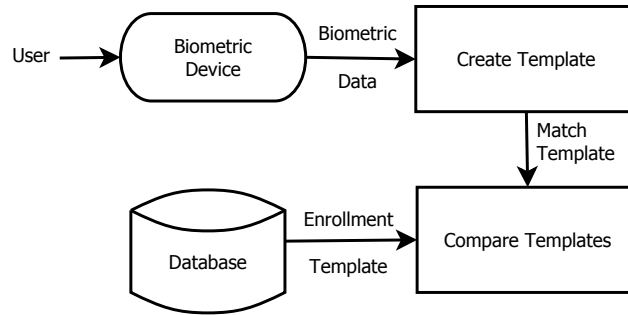 User
Biometric
Device
Biometric
Data
Create Template
Match
Template
Database
Enrollment
Template
Compare Templates